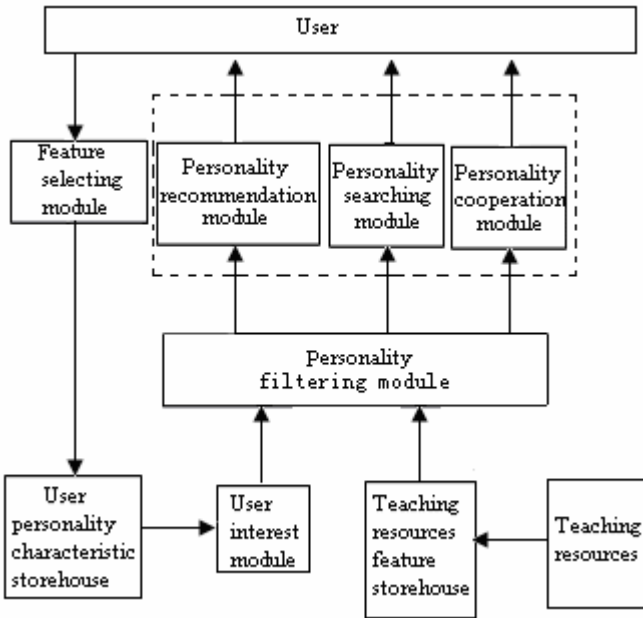 User
Feature
selecting
module
Personality
recommendation
module
Personality
searching
module
Personality
cooperation
module
Personality
filtering module
User
personality
characteristic
storehouse
User
interest
module
Teaching
resources
feature
storehouse
Teaching
resources